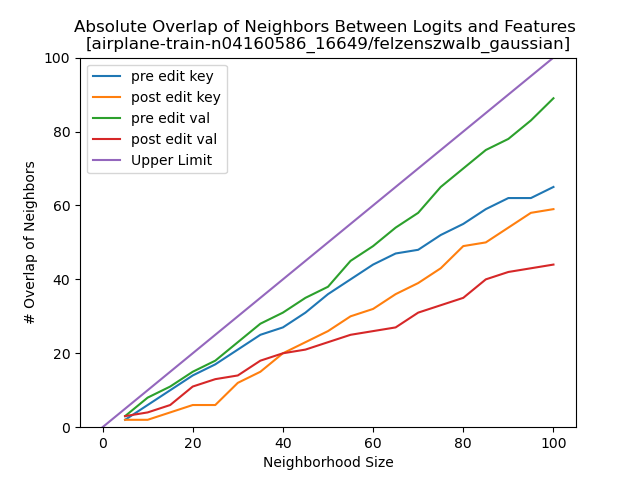 Absolute Overlap of Neighbors Between Logits and Features
[airplane-train-n04160586_16649/felzenszwalb_gaussian]
100
80
60
40
20
0
# Overlap of Neighbors
pre edit key
post edit key
pre edit val
post edit val
Upper Limit
0 20 40 60 80 100
Neighborhood Size